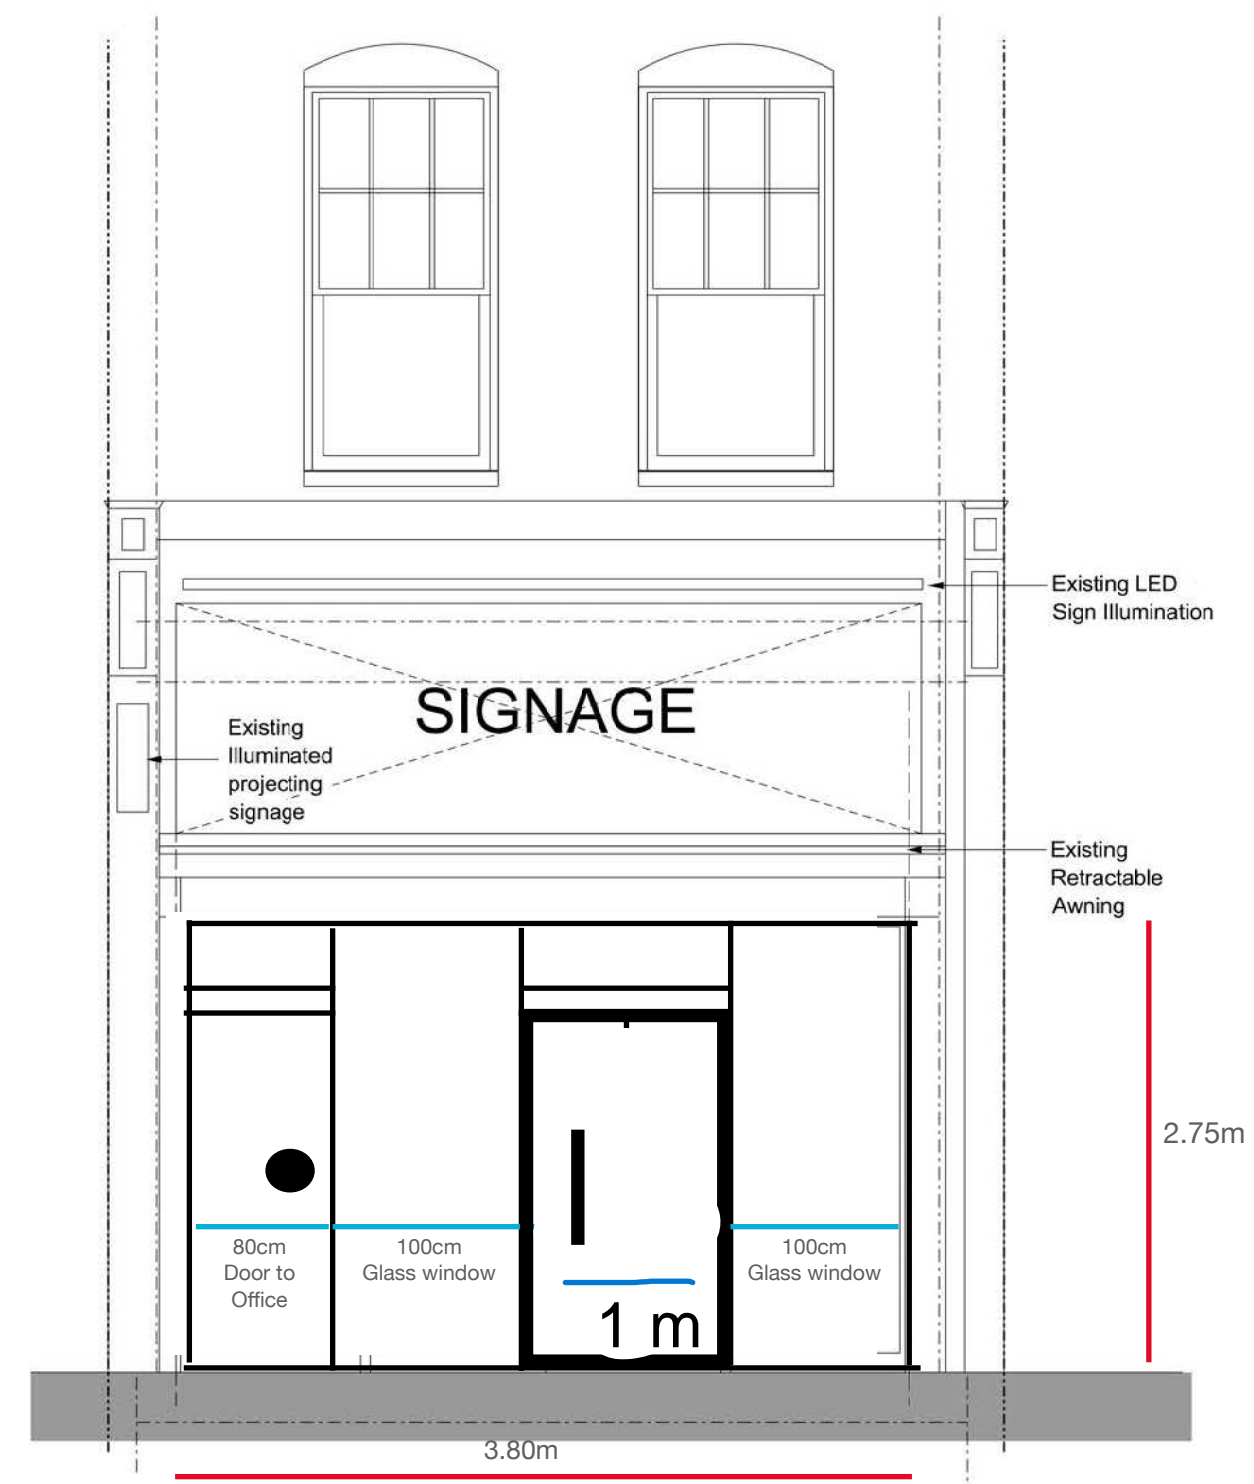 Existing LED
Sign Illumination
SIGNAGE
Existing
Illuminated
projecting
signage
Existing
Retractable
Awning
2.75m
80cm
Door to
Office
100cm
Glass window
1 m
100cm
Glass window
3.80m